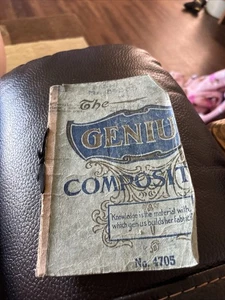 The
GENIU
COMPOSIT
Knowledge is the material with
which genius builds her fabric
No. 4705